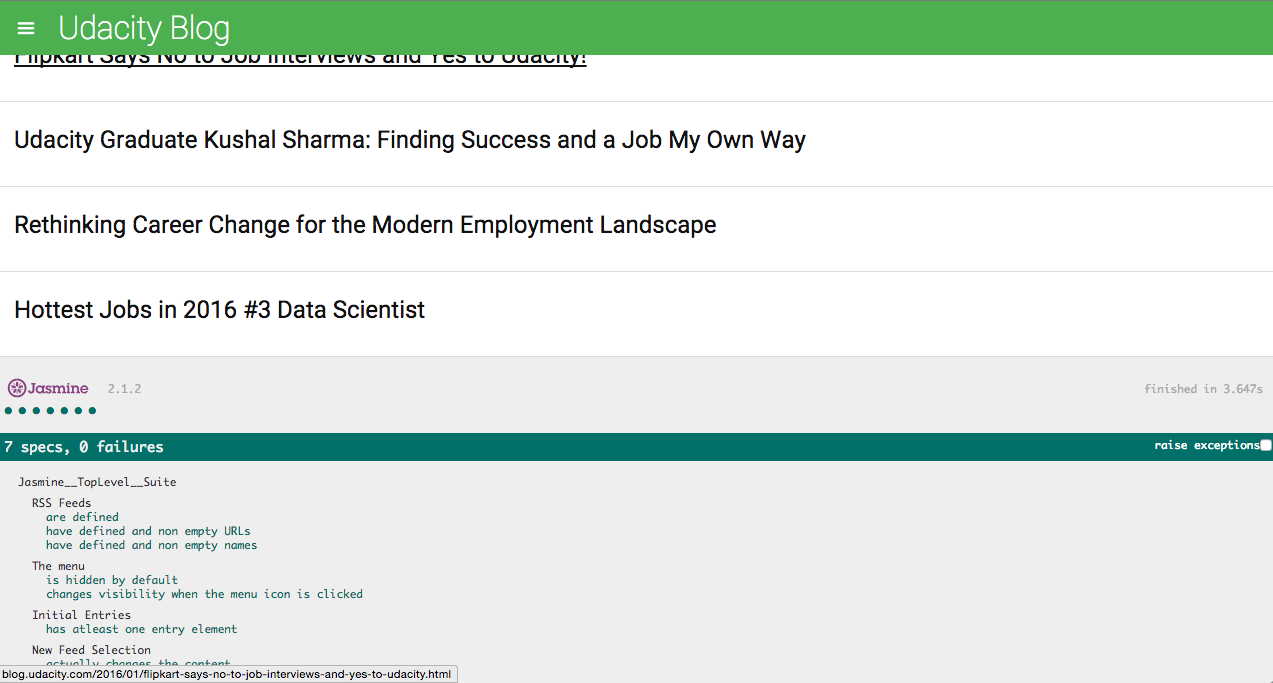 Udacity Blog
Flipkart Says No to Job Interviews and Yes to Udacity!
Udacity Graduate Kushal Sharma: Finding Success and a Job My Own Way
Rethinking Career Change for the Modern Employment Landscape
Hottest Jobs in 2016 #3 Data Scientist
Jasmine 2.1.2 finished in 3.647s
7 specs, 0 failures raise exceptions
Jasmine__TopLevel__Suite
RSS Feeds
are defined
have defined and non empty URLs
have defined and non empty names
The menu
is hidden by default
changes visibility when the menu icon is clicked
Initial Entries
has atleast one entry element
New Feed Selection
actually changes the content
blog.udacity.com/2016/01/flipkart-says-no-to-job-interviews-and-yes-to-udacity.html